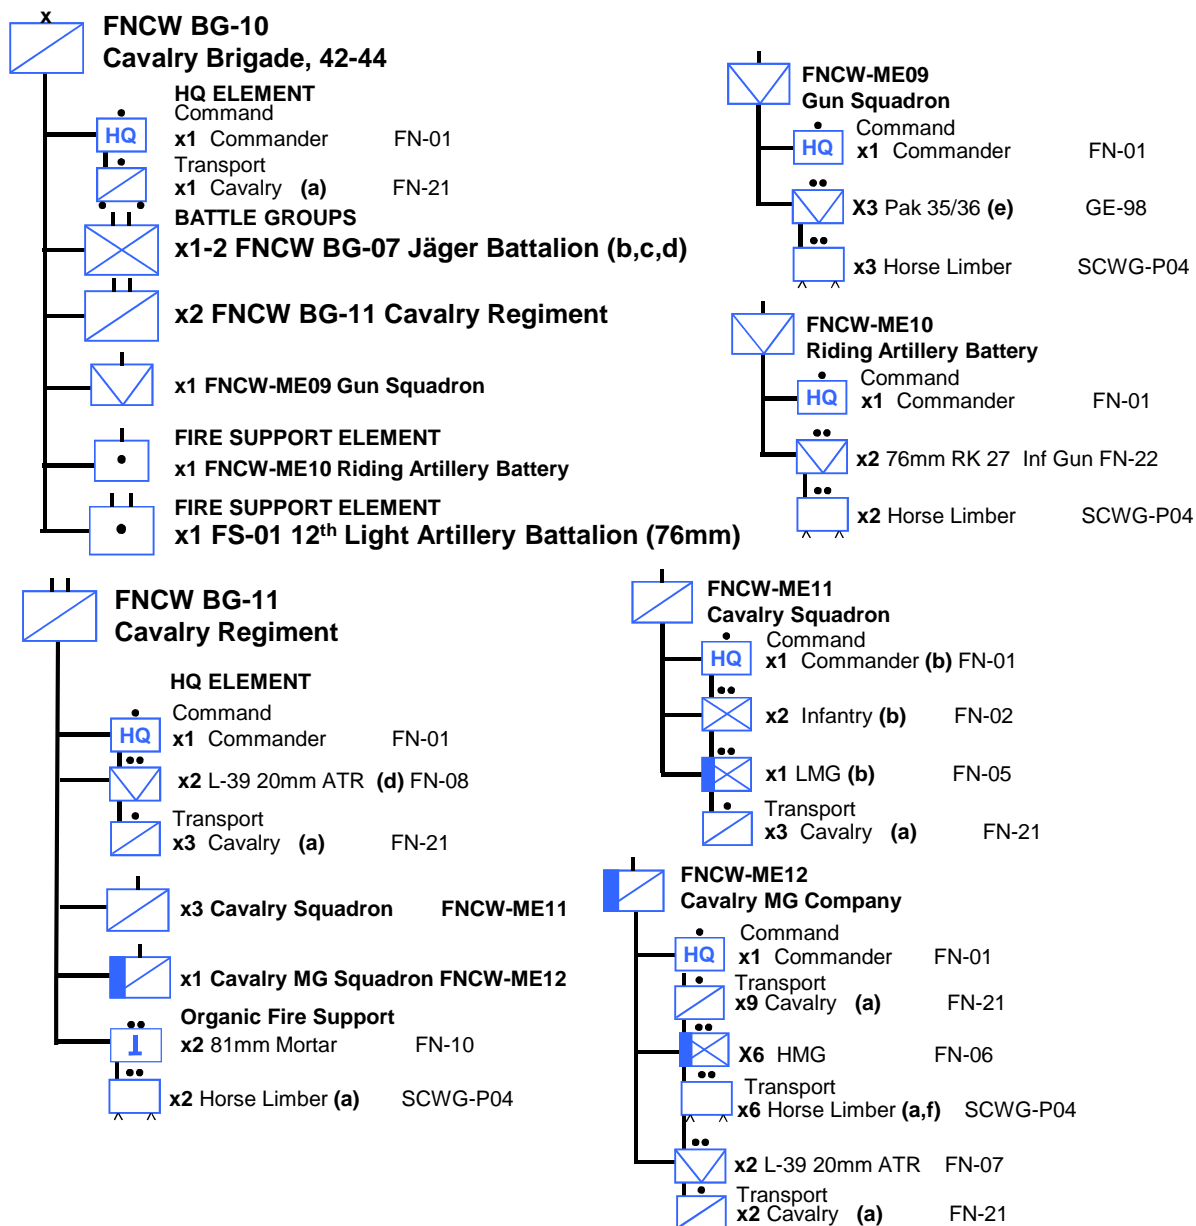 x
FNCW BG-10
Cavalry Brigade, 42-44
HQ ELEMENT
Command
HQ
x1 Commander FN-01
Transport
x1 Cavalry (a) FN-21
BATTLE GROUPS
x1-2 FNCW BG-07 Jäger Battalion (b,c,d)
x2 FNCW BG-11 Cavalry Regiment
x1 FNCW-ME09 Gun Squadron
FIRE SUPPORT ELEMENT
x1 FNCW-ME10 Riding Artillery Battery
FIRE SUPPORT ELEMENT
x1 FS-01 12th Light Artillery Battalion (76mm)
FNCW-ME09
Gun Squadron
Command
HQ
x1 Commander FN-01
X3 Pak 35/36 (e) GE-98
x3 Horse Limber SCWG-P04
FNCW-ME10
Riding Artillery Battery
Command
HQ
x1 Commander FN-01
x2 76mm RK 27 Inf Gun FN-22
x2 Horse Limber SCWG-P04
FNCW BG-11
Cavalry Regiment
HQ ELEMENT
Command
HQ
x1 Commander FN-01
x2 L-39 20mm ATR (d) FN-08
Transport
x3 Cavalry (a) FN-21
x3 Cavalry Squadron FNCW-ME11
x1 Cavalry MG Squadron FNCW-ME12
Organic Fire Support
x2 81mm Mortar FN-10
x2 Horse Limber (a) SCWG-P04
FNCW-ME11
Cavalry Squadron
Command
HQ
x1 Commander (b) FN-01
x2 Infantry (b) FN-02
x1 LMG (b) FN-05
Transport
x3 Cavalry (a) FN-21
FNCW-ME12
Cavalry MG Company
Command
HQ
x1 Commander FN-01
Transport
x9 Cavalry (a) FN-21
X6 HMG FN-06
Transport
x6 Horse Limber (a,f) SCWG-P04
x2 L-39 20mm ATR FN-07
Transport
x2 Cavalry (a) FN-21